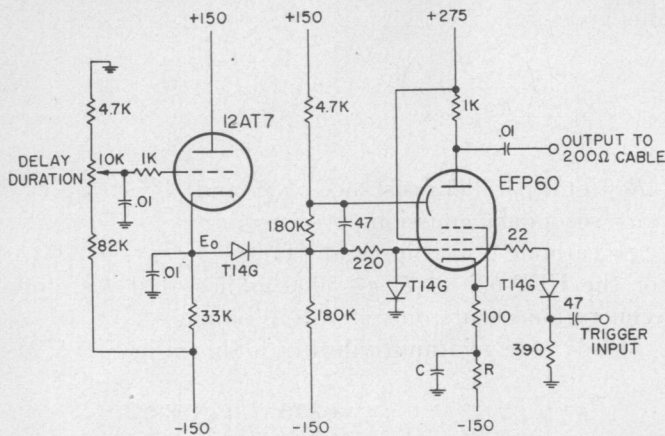 +150
+150
+275
4.7K
12AT7
4.7K
1K
.01
OUTPUT TO
200Ω CABLE
DELAY
DURATION
10K
1K
EFP60
.01
180K
47
22
82K
E₀
T14G
220
T14G
T14G
47
.01
33K
180K
100
390
TRIGGER
INPUT
C
R
-150
-150
-150